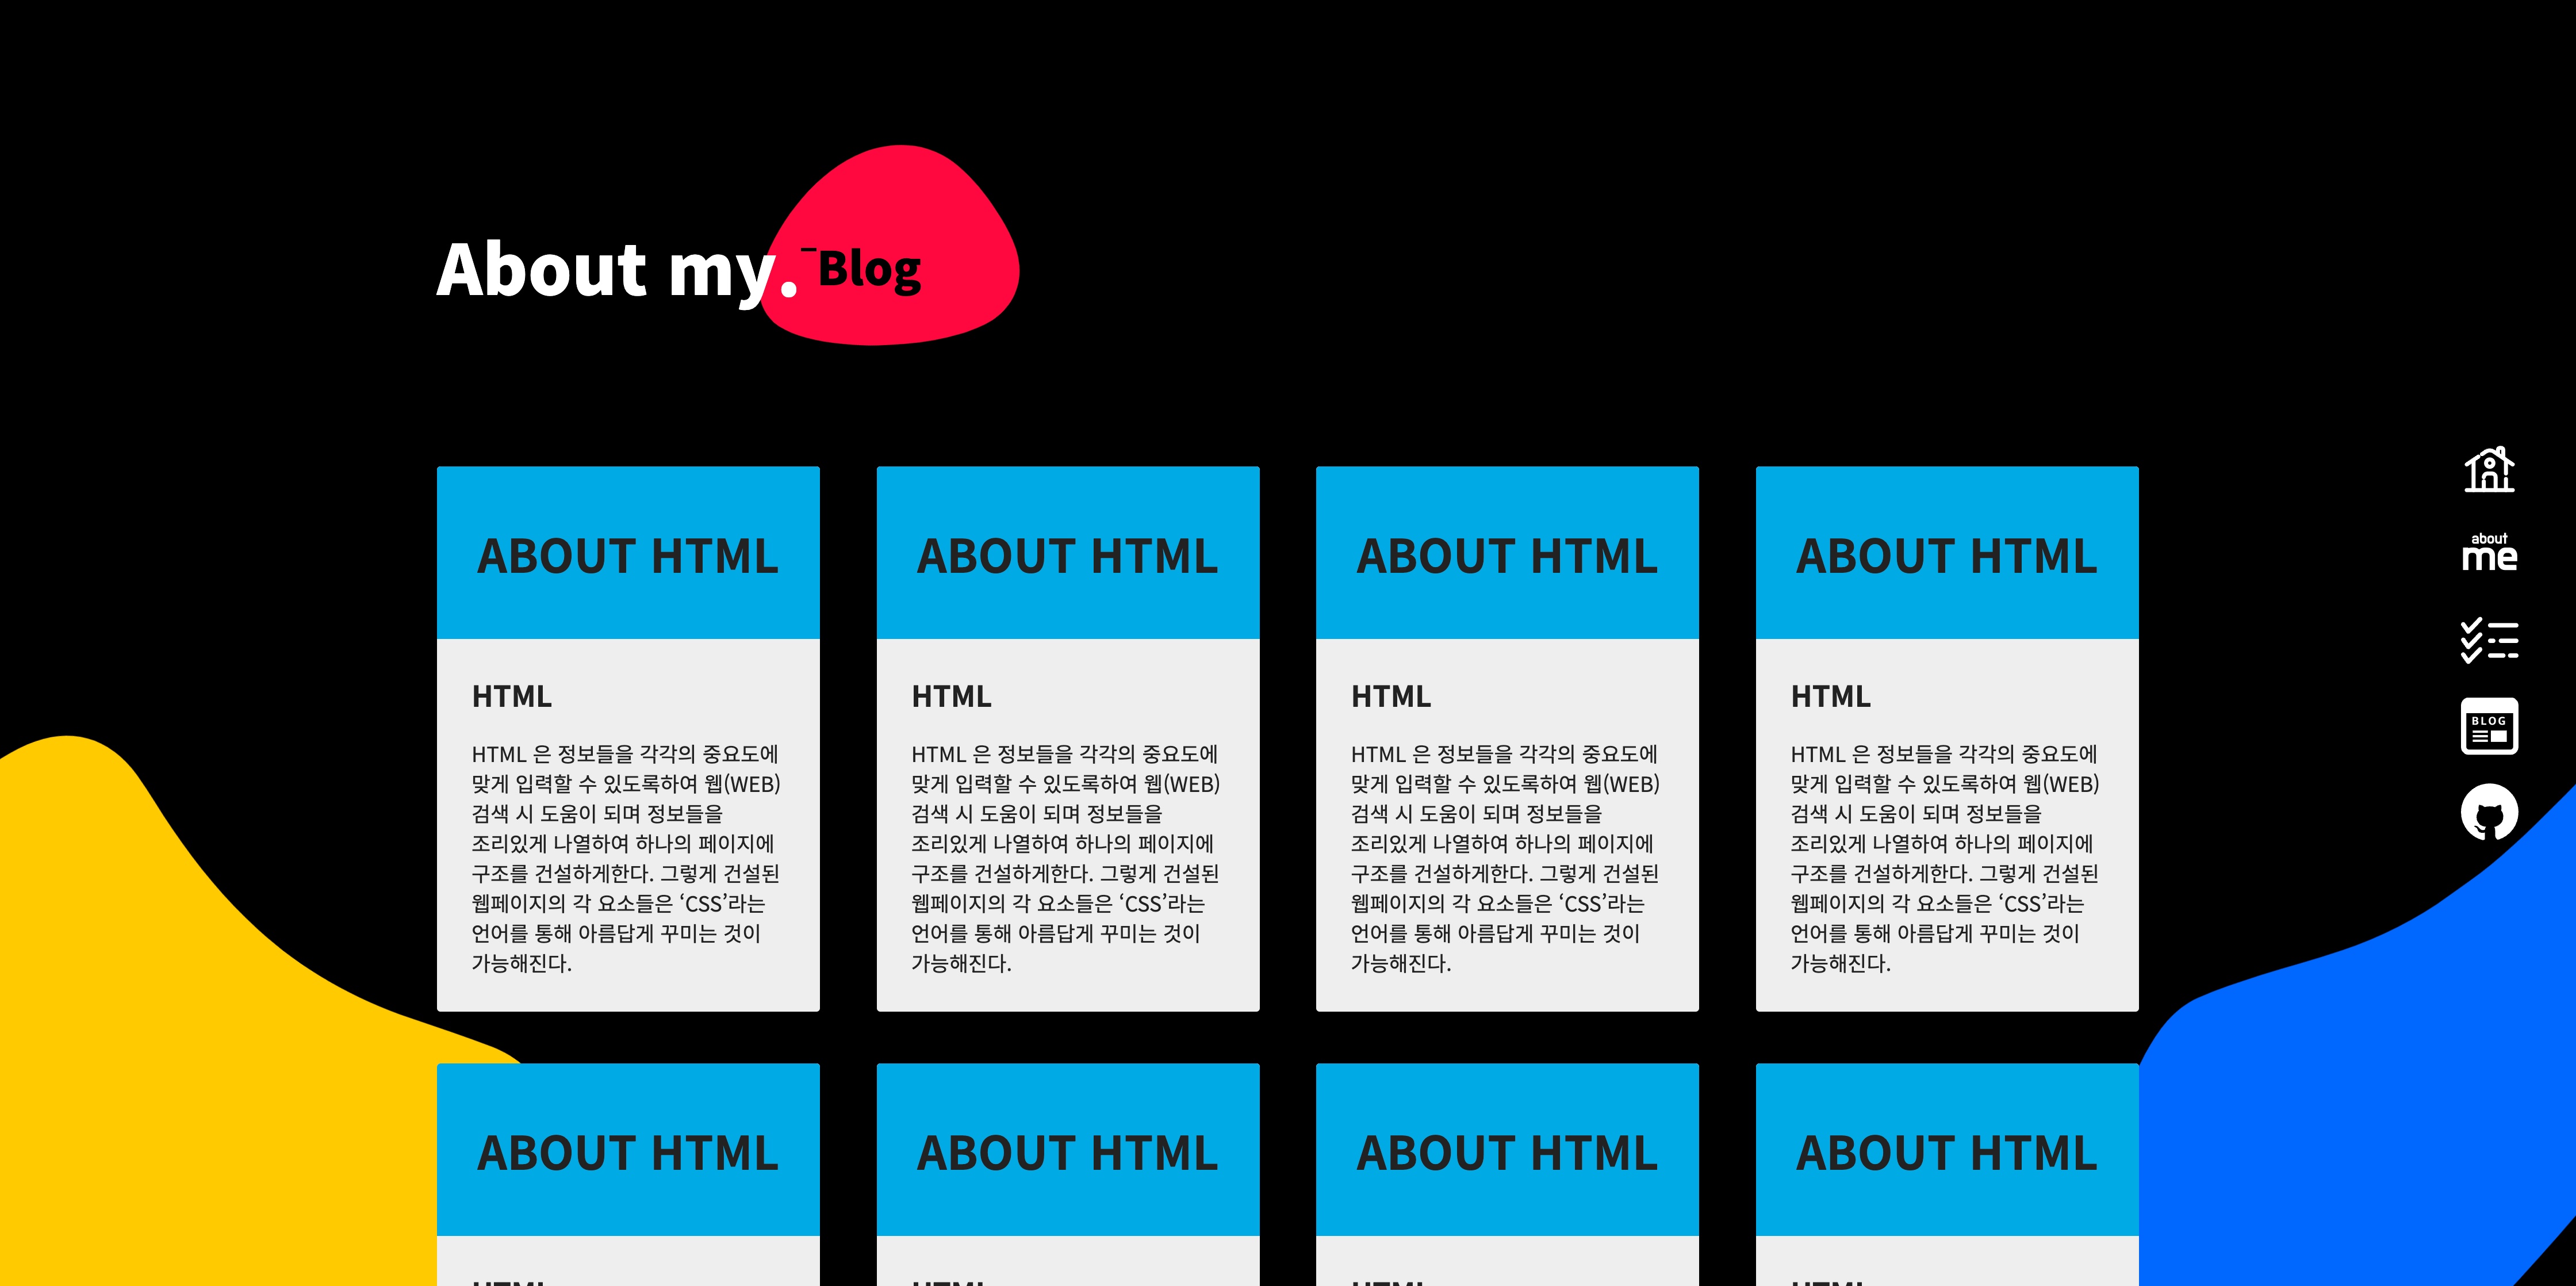 About my. -Blog
ABOUT HTML
HTML
HTML 은 정보들을 각각의 중요도에
맞게 입력할 수 있도록하여 웹(WEB)
검색 시 도움이 되며 정보들을
조리있게 나열하여 하나의 페이지에
구조를 건설하게한다. 그렇게 건설된
웹페이지의 각 요소들은 ‘CSS’라는
언어를 통해 아름답게 꾸미는 것이
가능해진다.
ABOUT HTML
HTML
HTML 은 정보들을 각각의 중요도에
맞게 입력할 수 있도록하여 웹(WEB)
검색 시 도움이 되며 정보들을
조리있게 나열하여 하나의 페이지에
구조를 건설하게한다. 그렇게 건설된
웹페이지의 각 요소들은 ‘CSS’라는
언어를 통해 아름답게 꾸미는 것이
가능해진다.
ABOUT HTML
HTML
HTML 은 정보들을 각각의 중요도에
맞게 입력할 수 있도록하여 웹(WEB)
검색 시 도움이 되며 정보들을
조리있게 나열하여 하나의 페이지에
구조를 건설하게한다. 그렇게 건설된
웹페이지의 각 요소들은 ‘CSS’라는
언어를 통해 아름답게 꾸미는 것이
가능해진다.
ABOUT HTML
HTML
HTML 은 정보들을 각각의 중요도에
맞게 입력할 수 있도록하여 웹(WEB)
검색 시 도움이 되며 정보들을
조리있게 나열하여 하나의 페이지에
구조를 건설하게한다. 그렇게 건설된
웹페이지의 각 요소들은 ‘CSS’라는
언어를 통해 아름답게 꾸미는 것이
가능해진다.
about
me
BLOG
ABOUT HTML
HTML
ABOUT HTML
HTML
ABOUT HTML
HTML
ABOUT HTML
HTML